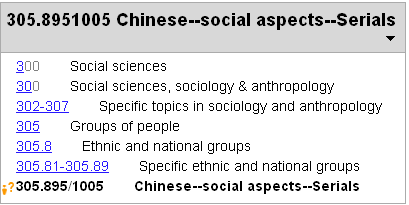 305.8951005 Chinese--social aspects--Serials
300 Social sciences
300 Social sciences, sociology & anthropology
302-307 Specific topics in sociology and anthropology
305 Groups of people
305.8 Ethnic and national groups
305.81-305.89 Specific ethnic and national groups
? 305.895/1005 Chinese--social aspects--Serials